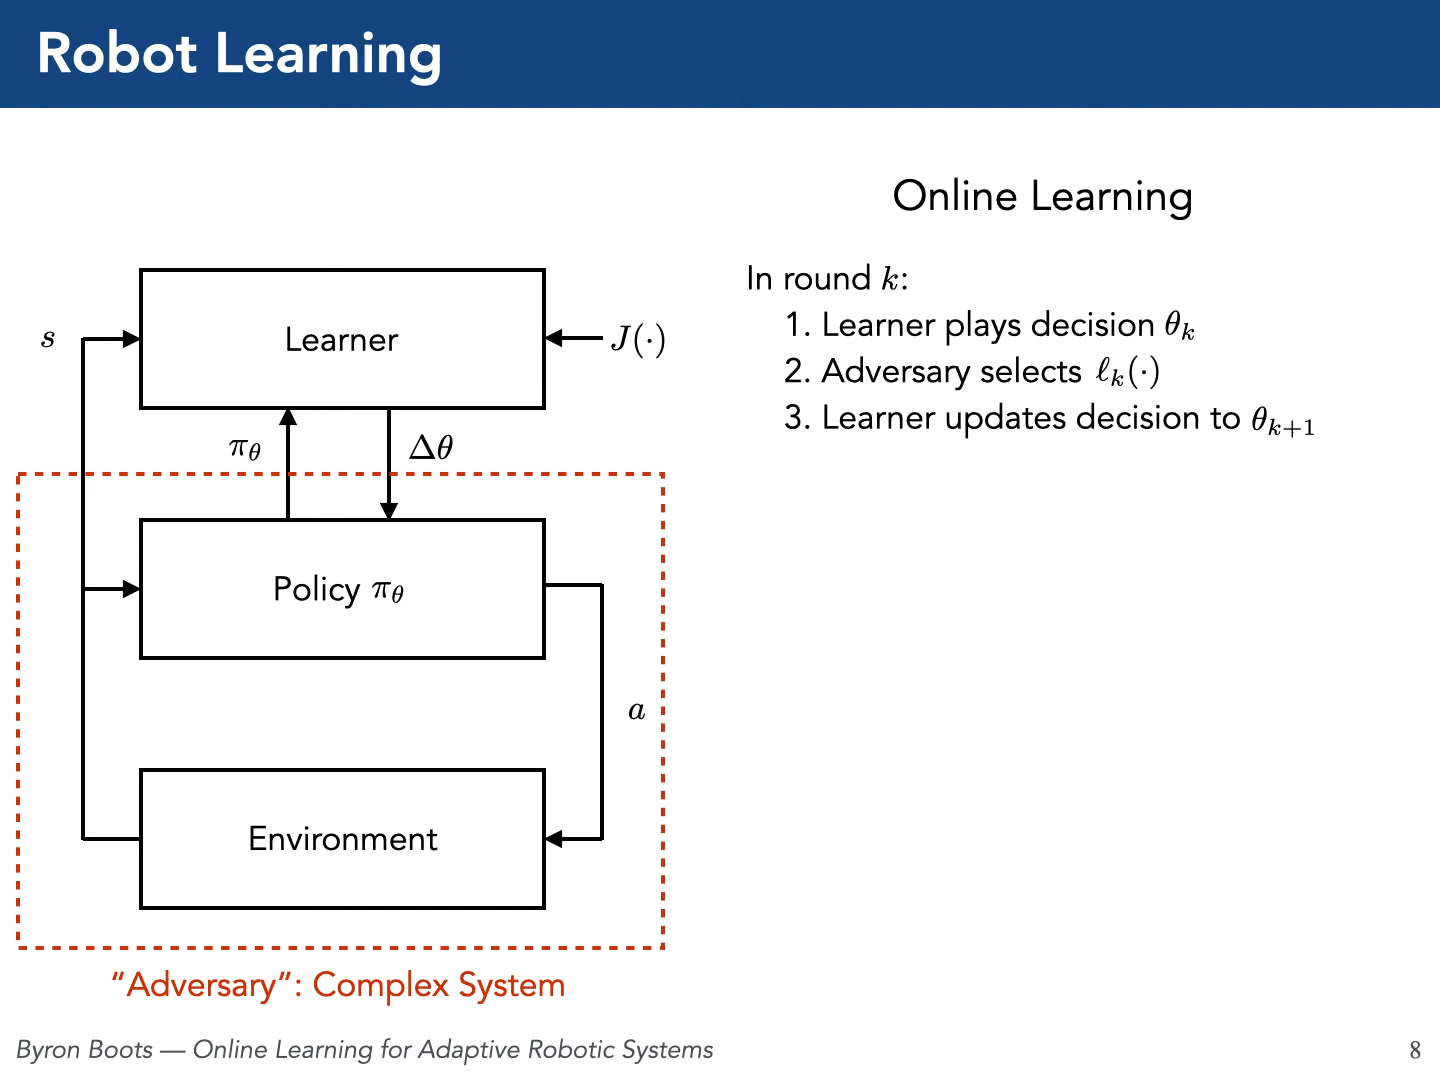 Robot Learning
Online Learning
In round k:
1. Learner plays decision θ_k
2. Adversary selects ℓ_k(·)
3. Learner updates decision to θ_{k+1}
s
Learner
J(·)
π_θ
Δθ
Policy π_θ
a
Environment
“Adversary”: Complex System
Byron Boots — Online Learning for Adaptive Robotic Systems
8